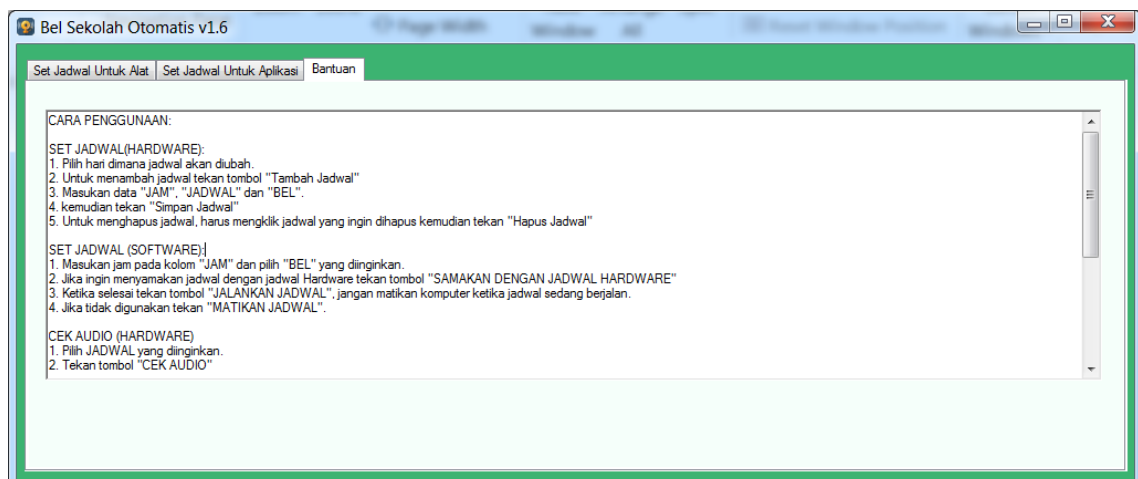 Bel Sekolah Otomatis v1.6
Set Jadwal Untuk Alat
Set Jadwal Untuk Aplikasi
Bantuan
CARA PENGGUNAAN:
SET JADWAL(HARDWARE):
1. Pilih hari dimana jadwal akan diubah.
2. Untuk menambah jadwal tekan tombol "Tambah Jadwal"
3. Masukan data "JAM", "JADWAL" dan "BEL".
4. kemudian tekan "Simpan Jadwal"
5. Untuk menghapus jadwal, harus mengklik jadwal yang ingin dihapus kemudian tekan "Hapus Jadwal"
SET JADWAL (SOFTWARE):
1. Masukan jam pada kolom "JAM" dan pilih "BEL" yang diinginkan.
2. Jika ingin menyamakan jadwal dengan jadwal Hardware tekan tombol "SAMAKAN DENGAN JADWAL HARDWARE"
3. Ketika selesai tekan tombol "JALANKAN JADWAL", jangan matikan komputer ketika jadwal sedang berjalan.
4. Jika tidak digunakan tekan "MATIKAN JADWAL".
CEK AUDIO (HARDWARE)
1. Pilih JADWAL yang diinginkan.
2. Tekan tombol "CEK AUDIO"